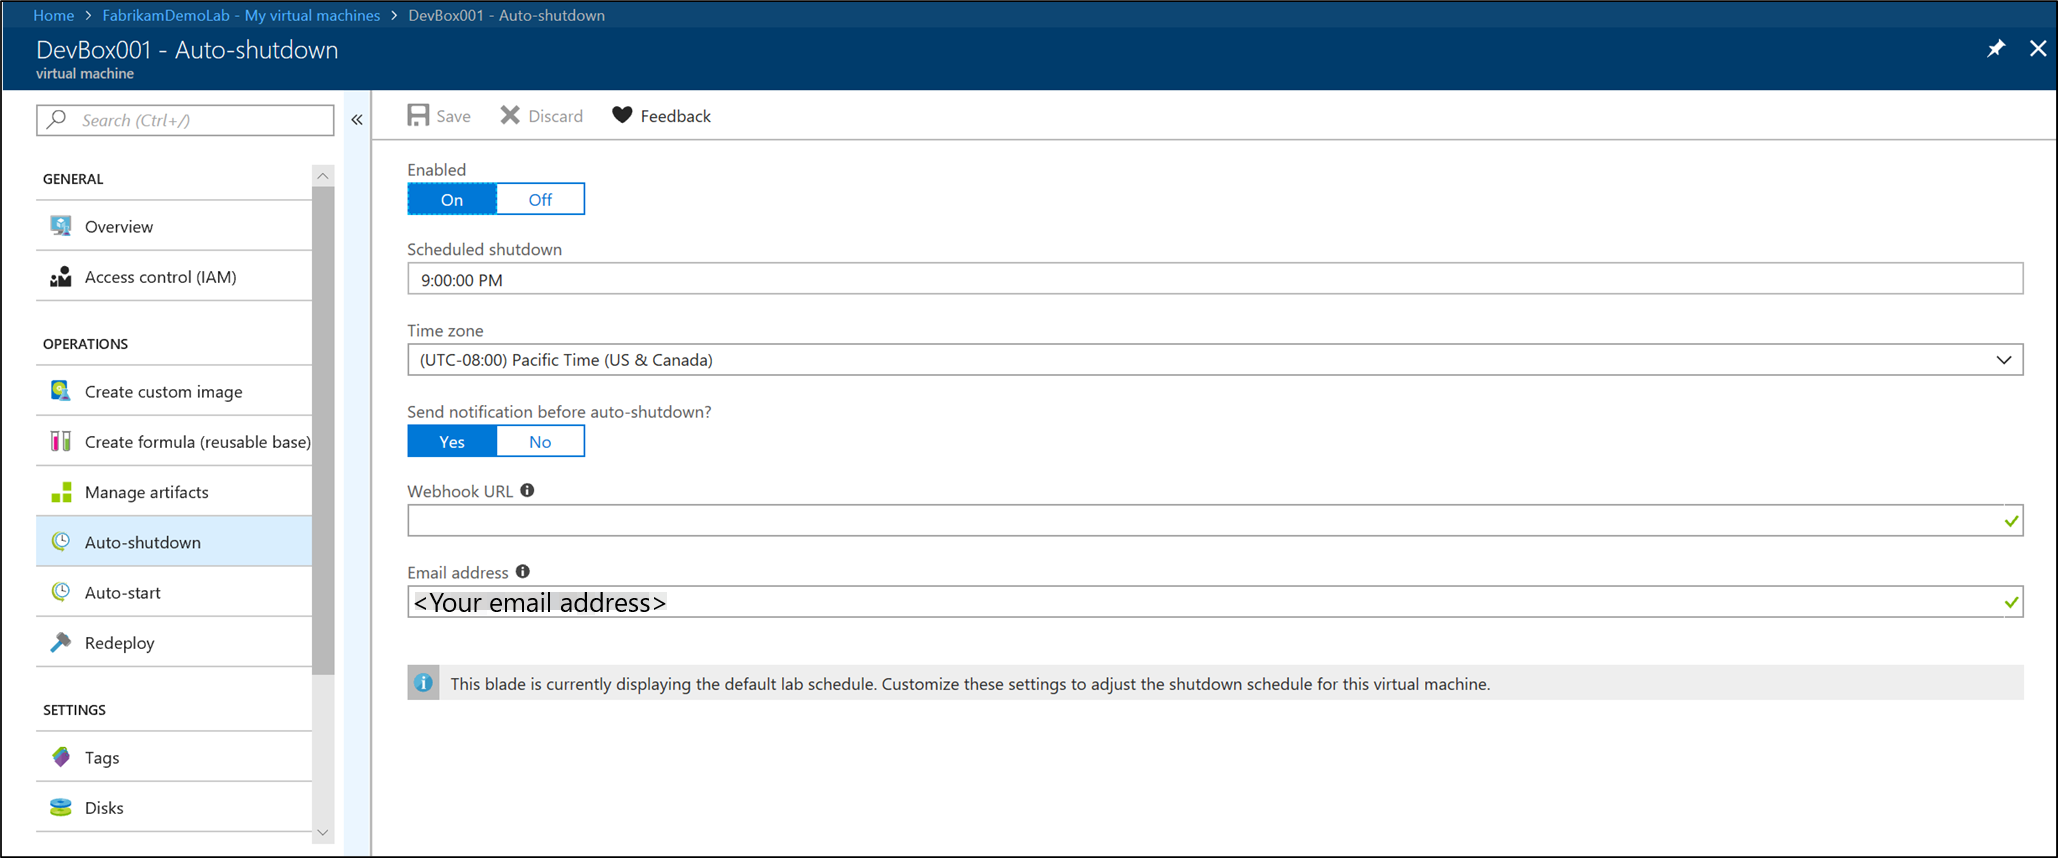 Home > FabrikamDemoLab - My virtual machines > DevBox001 - Auto-shutdown
DevBox001 - Auto-shutdown
virtual machine
Search (Ctrl+/)
«
GENERAL
Overview
Access control (IAM)
OPERATIONS
Create custom image
Create formula (reusable base)
Manage artifacts
Auto-shutdown
Auto-start
Redeploy
SETTINGS
Tags
Disks
Save Discard Feedback
Enabled
On Off
Scheduled shutdown
9:00:00 PM
Time zone
(UTC-08:00) Pacific Time (US & Canada)
Send notification before auto-shutdown?
Yes No
Webhook URL
Email address
<Your email address>
This blade is currently displaying the default lab schedule. Customize these settings to adjust the shutdown schedule for this virtual machine.